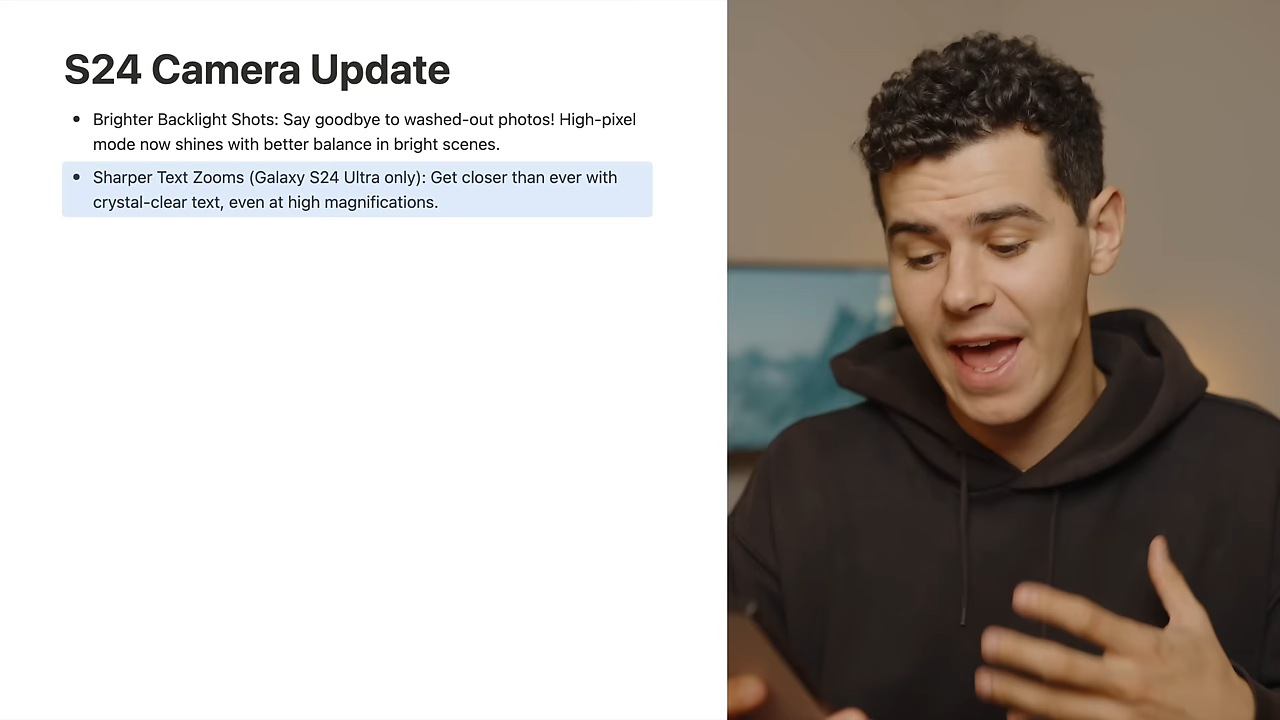 S24 Camera Update
• Brighter Backlight Shots: Say goodbye to washed-out photos! High-pixel
mode now shines with better balance in bright scenes.
• Sharper Text Zooms (Galaxy S24 Ultra only): Get closer than ever with
crystal-clear text, even at high magnifications.